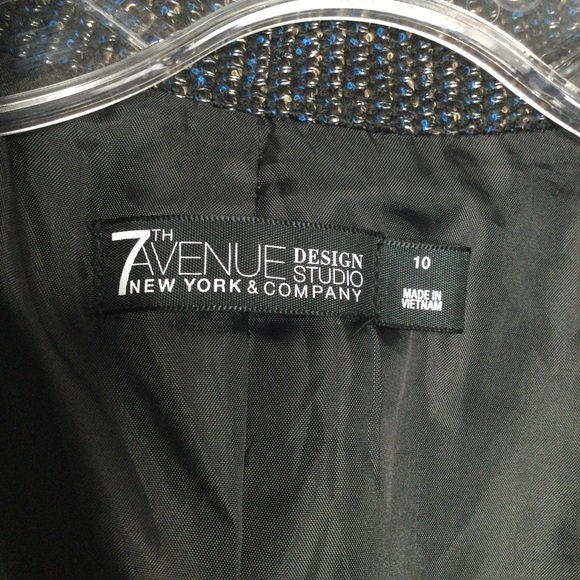 7TH AVENUE DESIGN STUDIO
NEW YORK & COMPANY
10
MADE IN
VIETNAM